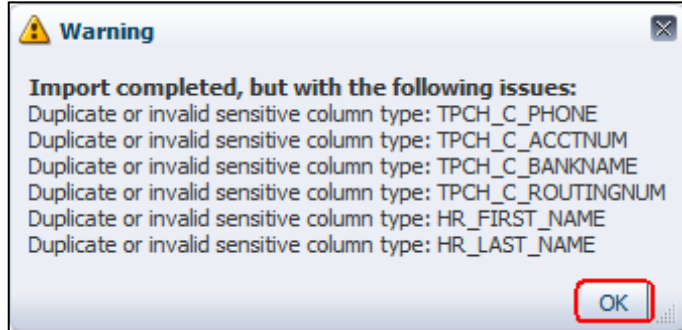 Warning
Import completed, but with the following issues:
Duplicate or invalid sensitive column type: TPCH_C_PHONE
Duplicate or invalid sensitive column type: TPCH_C_ACCTNUM
Duplicate or invalid sensitive column type: TPCH_C_BANKNAME
Duplicate or invalid sensitive column type: TPCH_C_ROUTINGNUM
Duplicate or invalid sensitive column type: HR_FIRST_NAME
Duplicate or invalid sensitive column type: HR_LAST_NAME
OK